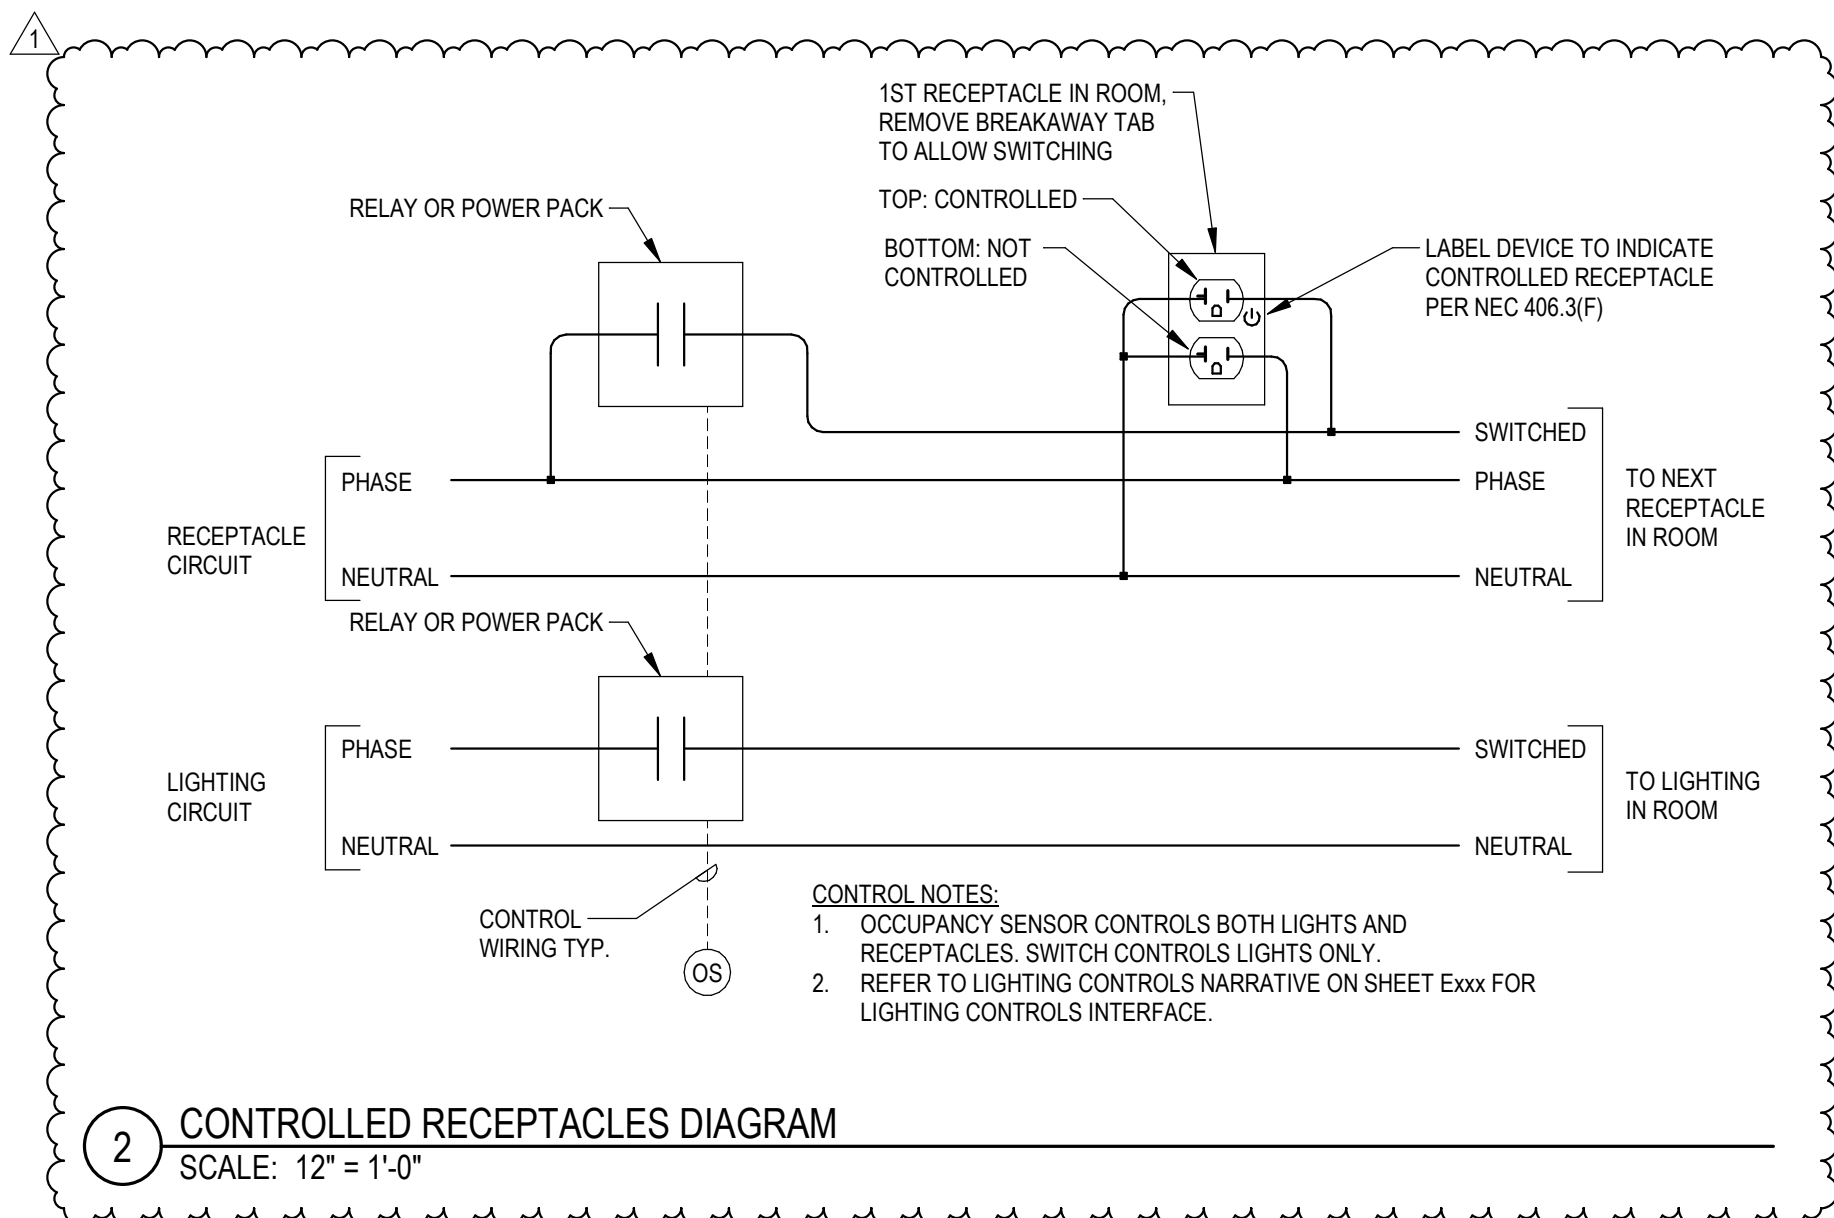 1
1ST RECEPTACLE IN ROOM,
REMOVE BREAKAWAY TAB
TO ALLOW SWITCHING
RELAY OR POWER PACK
TOP: CONTROLLED
BOTTOM: NOT
CONTROLLED
LABEL DEVICE TO INDICATE
CONTROLLED RECEPTACLE
PER NEC 406.3(F)
SWITCHED
PHASE
PHASE
TO NEXT
RECEPTACLE
IN ROOM
RECEPTACLE
CIRCUIT
NEUTRAL
NEUTRAL
RELAY OR POWER PACK
PHASE
SWITCHED
LIGHTING
CIRCUIT
TO LIGHTING
IN ROOM
NEUTRAL
NEUTRAL
CONTROL
WIRING TYP.
OS
CONTROL NOTES:
1. OCCUPANCY SENSOR CONTROLS BOTH LIGHTS AND
RECEPTACLES. SWITCH CONTROLS LIGHTS ONLY.
2. REFER TO LIGHTING CONTROLS NARRATIVE ON SHEET Exxx FOR
LIGHTING CONTROLS INTERFACE.
2
CONTROLLED RECEPTACLES DIAGRAM
SCALE: 12" = 1'-0"